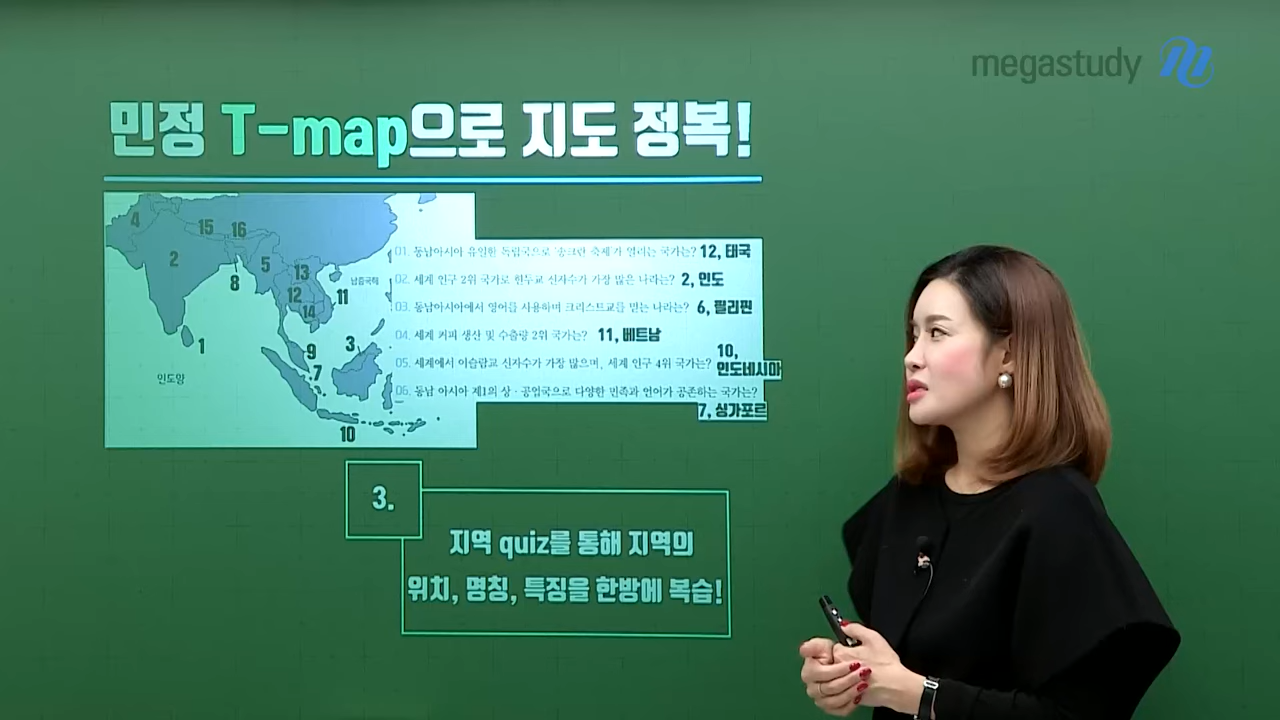 megastudy
민정 T-map으로 지도 정복!
4
15
16
2
5
8
13
남중국해
12
11
14
1
9
3
7
인도양
10
01. 동남아시아 유일한 독립국으로 '송크란 축제'가 열리는 국가는? 12, 태국
02. 세계 인구 2위 국가로 힌두교 신자수가 가장 많은 나라는? 2, 인도
03. 동남아시아에서 영어를 사용하며 크리스트교를 믿는 나라는? 6, 필리핀
04. 세계 커피 생산 및 수출량 2위 국가는? 11, 베트남
05. 세계에서 이슬람교 신자수가 가장 많으며, 세계 인구 4위 국가는? 10, 인도네시아
06. 동남 아시아 제1의 상·공업국으로 다양한 민족과 언어가 공존하는 국가는?
7, 싱가포르
3.
지역 quiz를 통해 지역의
위치, 명칭, 특징을 한방에 복습!